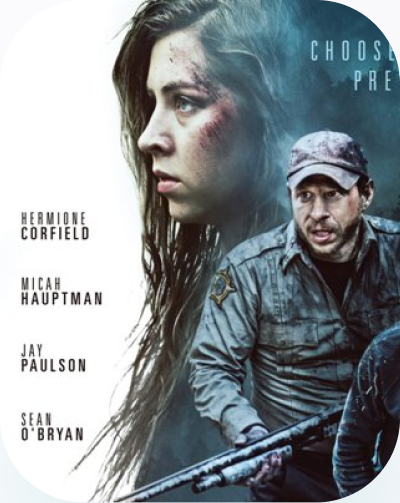 CHOOSE
PRE
HERMIONE
CORFIELD
MICAH
HAUPTMAN
JAY
PAULSON
SEAN
O'BRYAN